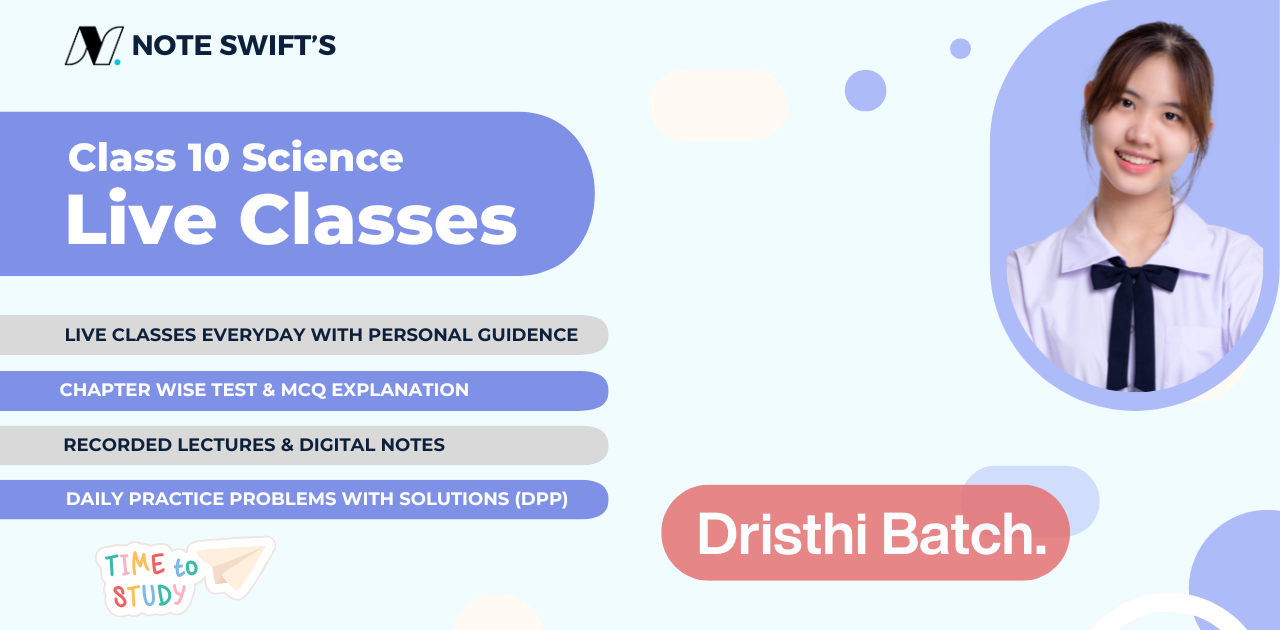 N.
NOTE SWIFT'S
Class 10 Science
Live Classes
LIVE CLASSES EVERYDAY WITH PERSONAL GUIDENCE
CHAPTER WISE TEST & MCQ EXPLANATION
RECORDED LECTURES & DIGITAL NOTES
DAILY PRACTICE PROBLEMS WITH SOLUTIONS (DPP)
TIME to
STUDY
Dristhi Batch.